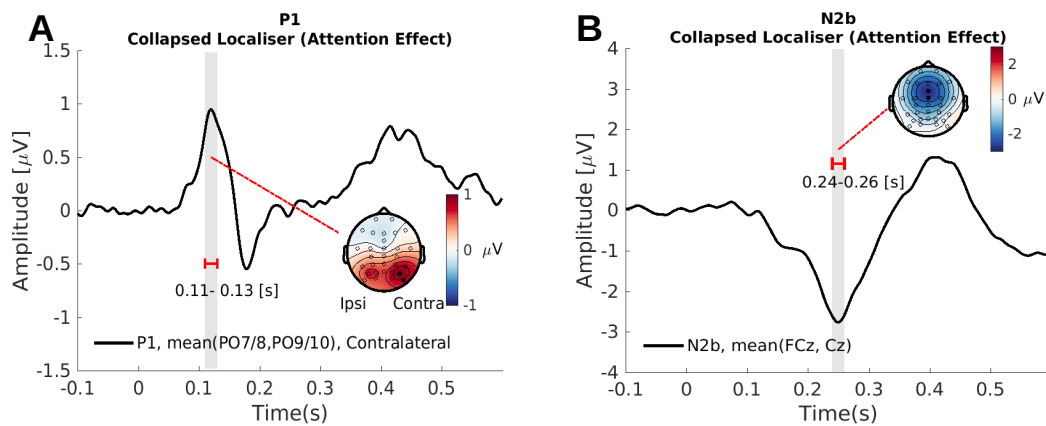 A
P1
Collapsed Localiser (Attention Effect)
Amplitude [μV]
1.5
1
0.5
0
-0.5
-1
-1.5
0.11- 0.13 [s]
1
0
-1
μV
Ipsi
Contra
P1, mean(PO7/8,PO9/10), Contralateral
-0.1
0
0.1
0.2
0.3
0.4
0.5
Time(s)
B
N2b
Collapsed Localiser (Attention Effect)
Amplitude [μV]
4
3
2
1
0
-1
-2
-3
-4
2
0
-2
μV
0.24-0.26 [s]
N2b, mean(FCz, Cz)
-0.1
0
0.1
0.2
0.3
0.4
0.5
Time(s)